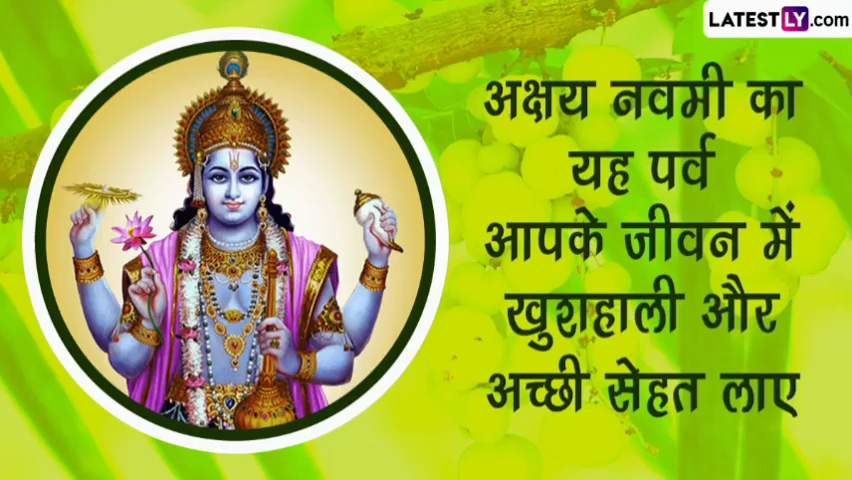 LATESTLY.com
अक्षय नवमी का
यह पर्व
आपके जीवन में
खुशहाली और
अच्छी सेहत लाए